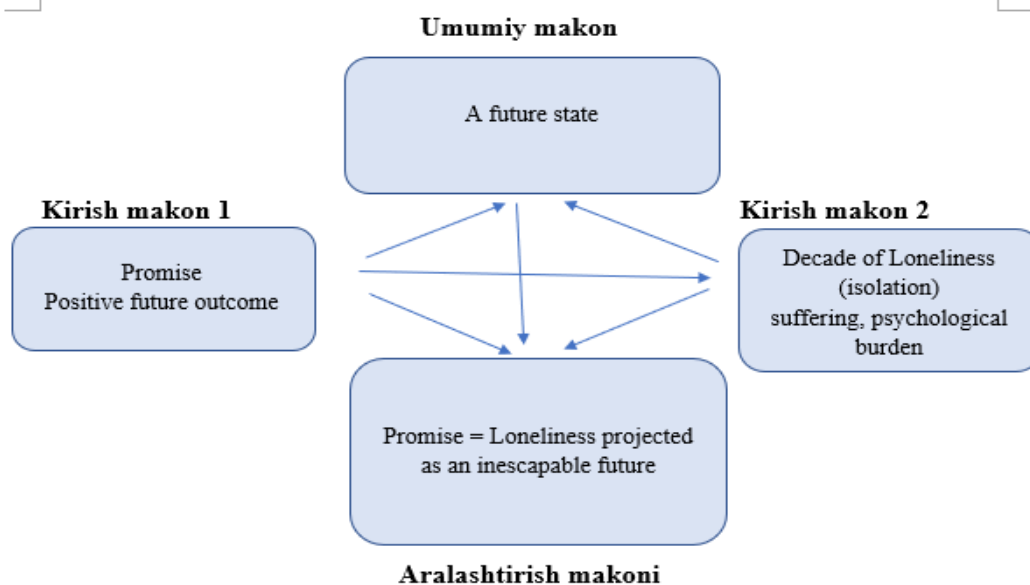 Umumiy makon
A future state
Kirish makon 1
Promise
Positive future outcome
Kirish makon 2
Decade of Loneliness
(isolation)
suffering, psychological
burden
Promise = Loneliness projected
as an inescapable future
Aralashtirish makoni